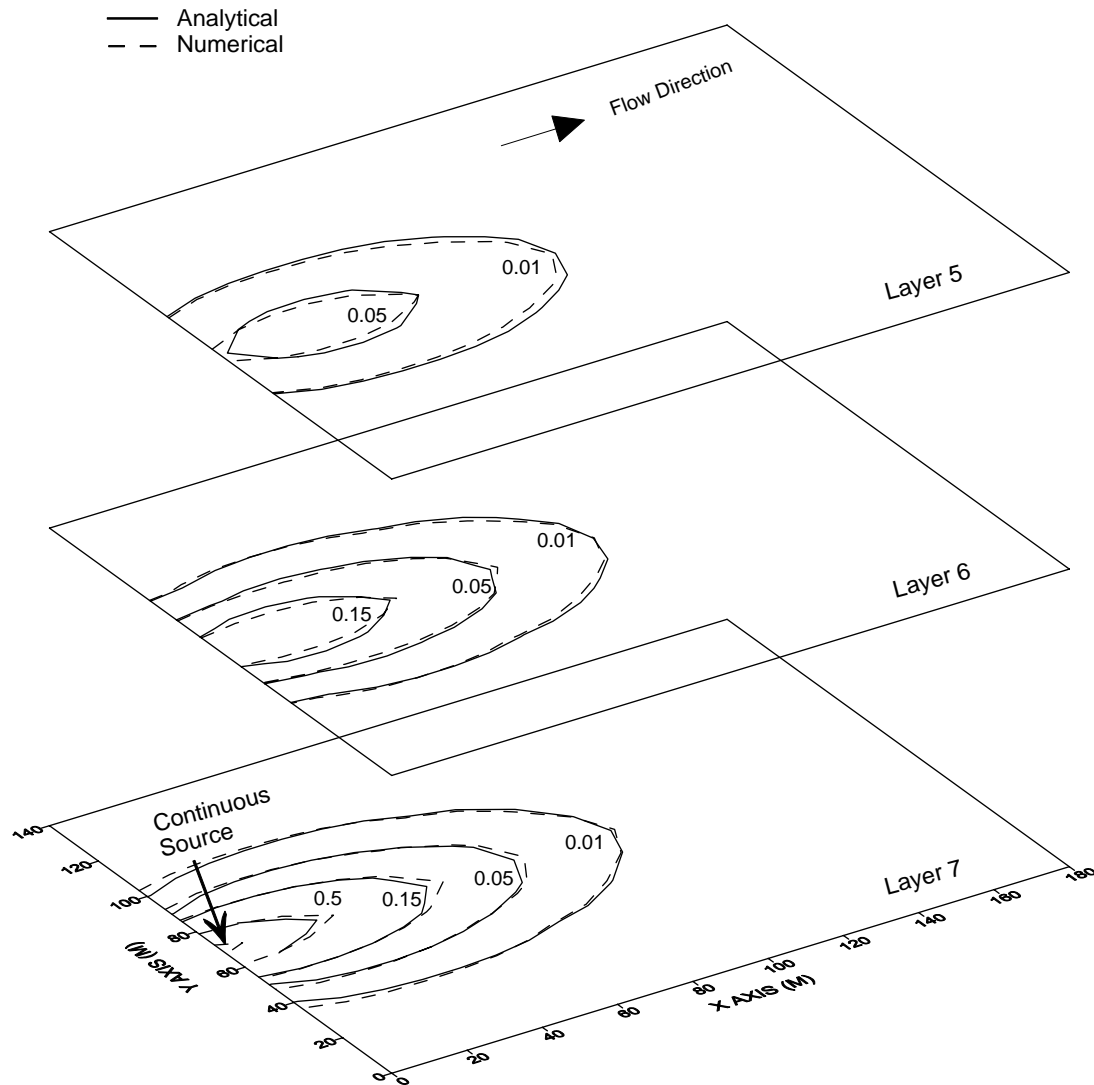 Analytical
Numerical
Flow Direction
0.01
0.05
Layer 5
0.01
0.05
0.15
Layer 6
Continuous
Source
0.01
0.05
0.15
0.5
Layer 7
140
120
100
80
60
40
20
0
Y AXIS (M)
0
20
40
60
80
100
120
140
160
180
X AXIS (M)